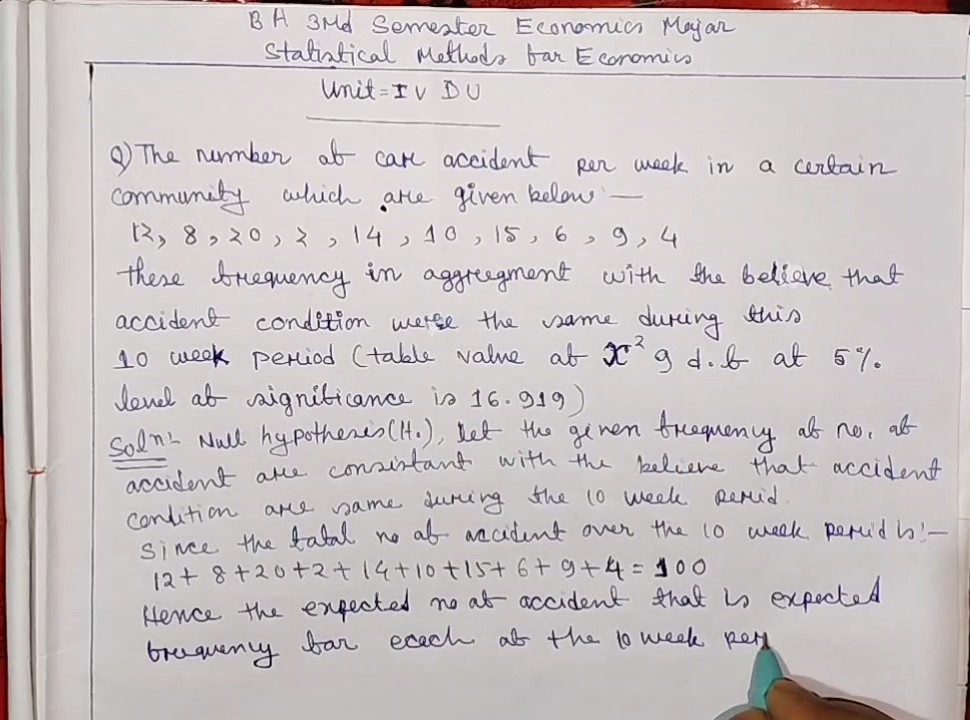 BA 3rd Semester Economics Major
Statistical Methods for Economics
Unit = IV DU
Q) The number of car accident per week in a certain
community which are given below :—
12, 8, 20, 2, 14, 10, 15, 6, 9, 4
these frequency in aggreegment with the believe that
accident condition were the same during this
10 week period (table value of x² 9 d.f at 5%
level of significance is 16.919)
Solⁿ:- Null hypothesis (H₀), let the given frequency of no. of
accident are consistant with the believe that accident
condition are same during the 10 week period.
Since the total no of accident over the 10 week period is :—
12 + 8 + 20 + 2 + 14 + 10 + 15 + 6 + 9 + 4 = 100
Hence the expected no of accident that is expected
frequency for each of the 10 week per